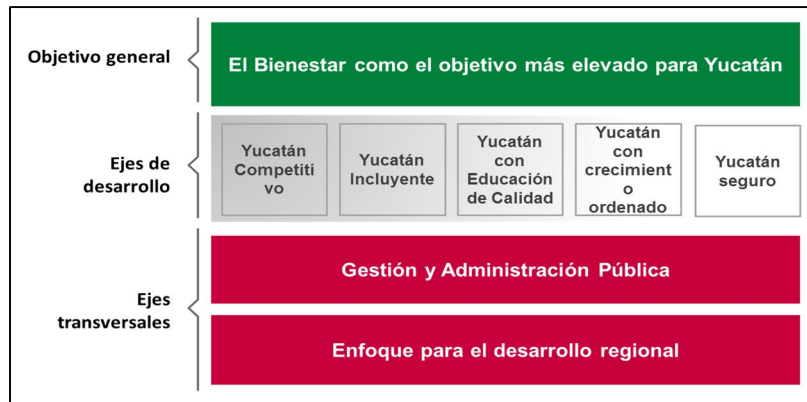 Objetivo general
El Bienestar como el objetivo más elevado para Yucatán
Ejes de
desarrollo
Yucatán
Competiti
vo
Yucatán
Incluyente
Yucatán
con
Educación
de Calidad
Yucatán
con
crecimient
o
ordenado
Yucatán
seguro
Ejes
transversales
Gestión y Administración Pública
Enfoque para el desarrollo regional